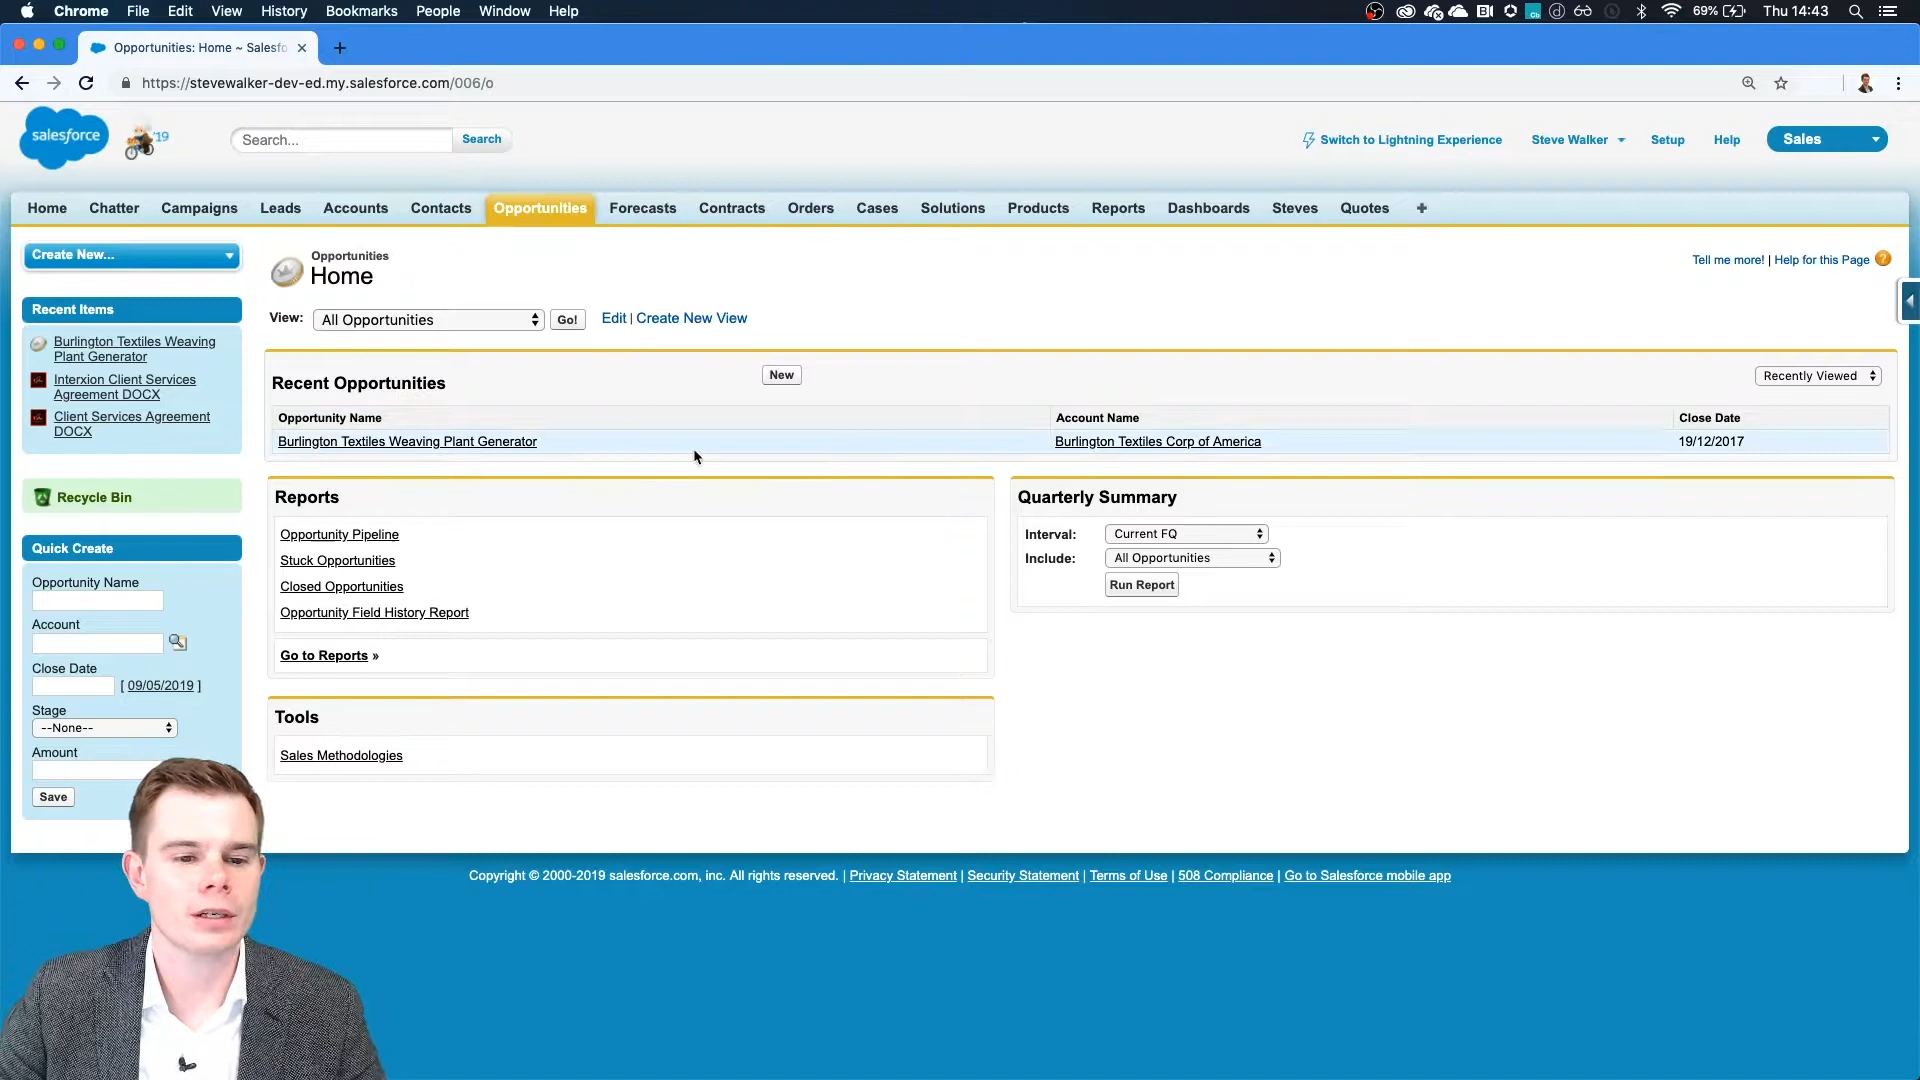 Chrome File Edit View History Bookmarks People Window Help 69% Thu 14:43
Opportunities: Home ~ Salesfo
https://stevewalker-dev-ed.my.salesforce.com/006/o
salesforce '19 Search... Search Switch to Lightning Experience Steve Walker Setup Help Sales
Home Chatter Campaigns Leads Accounts Contacts Opportunities Forecasts Contracts Orders Cases Solutions Products Reports Dashboards Steves Quotes +
Create New...
Recent Items
Burlington Textiles Weaving
Plant Generator
Interxion Client Services
Agreement DOCX
Client Services Agreement
DOCX
Recycle Bin
Quick Create
Opportunity Name
Account
Close Date
[ 09/05/2019 ]
Stage
--None--
Amount
Save
Opportunities
Home
Tell me more! | Help for this Page ?
View: All Opportunities Go! Edit | Create New View
Recent Opportunities New Recently Viewed
Opportunity Name Account Name Close Date
Burlington Textiles Weaving Plant Generator Burlington Textiles Corp of America 19/12/2017
Reports
Opportunity Pipeline
Stuck Opportunities
Closed Opportunities
Opportunity Field History Report
Go to Reports »
Quarterly Summary
Interval: Current FQ
Include: All Opportunities
Run Report
Tools
Sales Methodologies
Copyright © 2000-2019 salesforce.com, inc. All rights reserved. | Privacy Statement | Security Statement | Terms of Use | 508 Compliance | Go to Salesforce mobile app